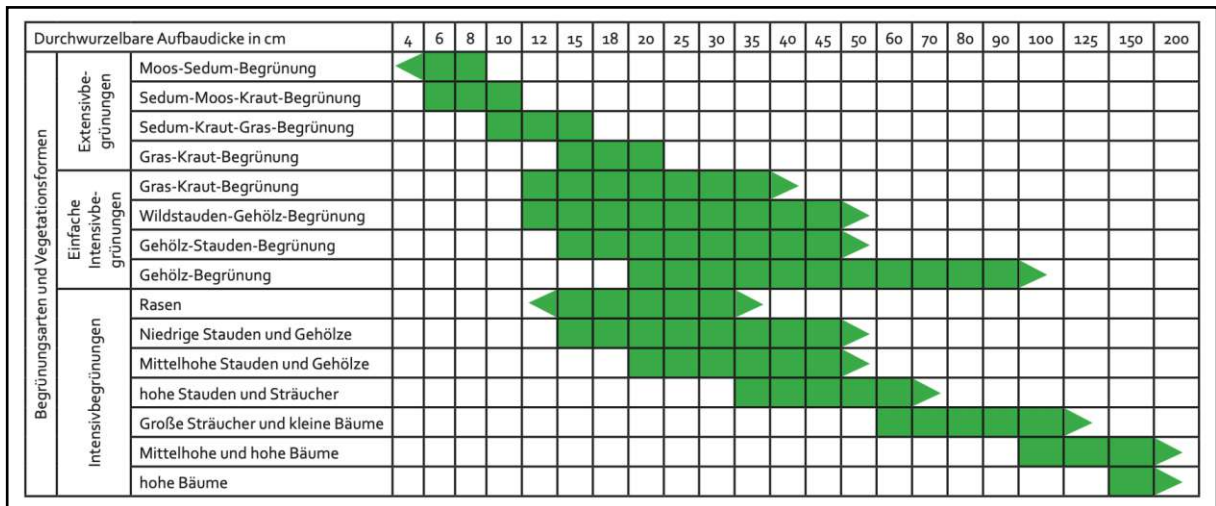 Durchwurzelbare Aufbaudicke in cm 4 6 8 10 12 15 18 20 25 30 35 40 45 50 60 70 80 90 100 125 150 200
Begrünungsarten und Vegetationsformen
Extensivbe-
grünungen
Moos-Sedum-Begrünung
Sedum-Moos-Kraut-Begrünung
Sedum-Kraut-Gras-Begrünung
Gras-Kraut-Begrünung
Einfache
Intensivbe-
grünungen
Gras-Kraut-Begrünung
Wildstauden-Gehölz-Begrünung
Gehölz-Stauden-Begrünung
Gehölz-Begrünung
Intensivbegrünungen
Rasen
Niedrige Stauden und Gehölze
Mittelhohe Stauden und Gehölze
hohe Stauden und Sträucher
Große Sträucher und kleine Bäume
Mittelhohe und hohe Bäume
hohe Bäume